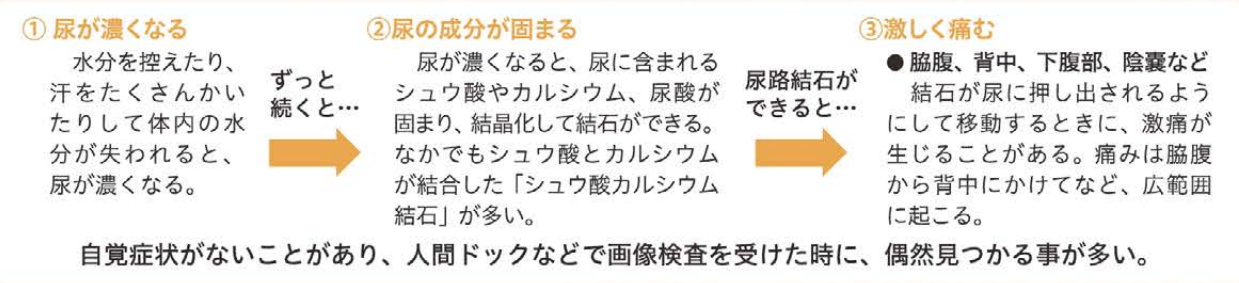 ① 尿が濃くなる
水分を控えたり、
汗をたくさんかい
たりして体内の水
分が失われると、
尿が濃くなる。
ずっと
続くと…
②尿の成分が固まる
尿が濃くなると、尿に含まれる
シュウ酸やカルシウム、尿酸が
固まり、結晶化して結石ができる。
なかでもシュウ酸とカルシウム
が結合した「シュウ酸カルシウム
結石」が多い。
尿路結石が
できると…
③激しく痛む
●脇腹、背中、下腹部、陰嚢など
結石が尿に押し出されるよう
にして移動するときに、激痛が
生じることがある。痛みは脇腹
から背中にかけてなど、広範囲
に起こる。
自覚症状がないことがあり、人間ドックなどで画像検査を受けた時に、偶然見つかる事が多い。